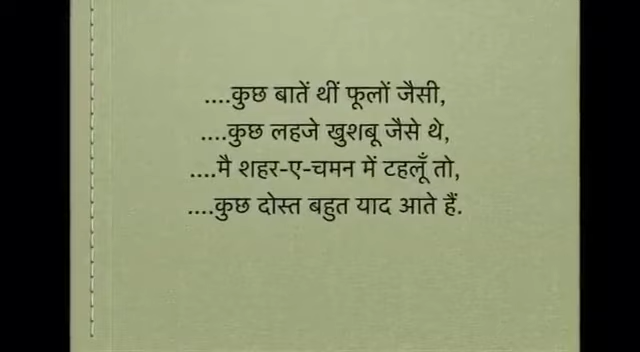 ....कुछ बातें थीं फूलों जैसी,
....कुछ लहजे खुशबू जैसे थे,
....मै शहर-ए-चमन में टहलूँ तो,
....कुछ दोस्त बहुत याद आते हैं.